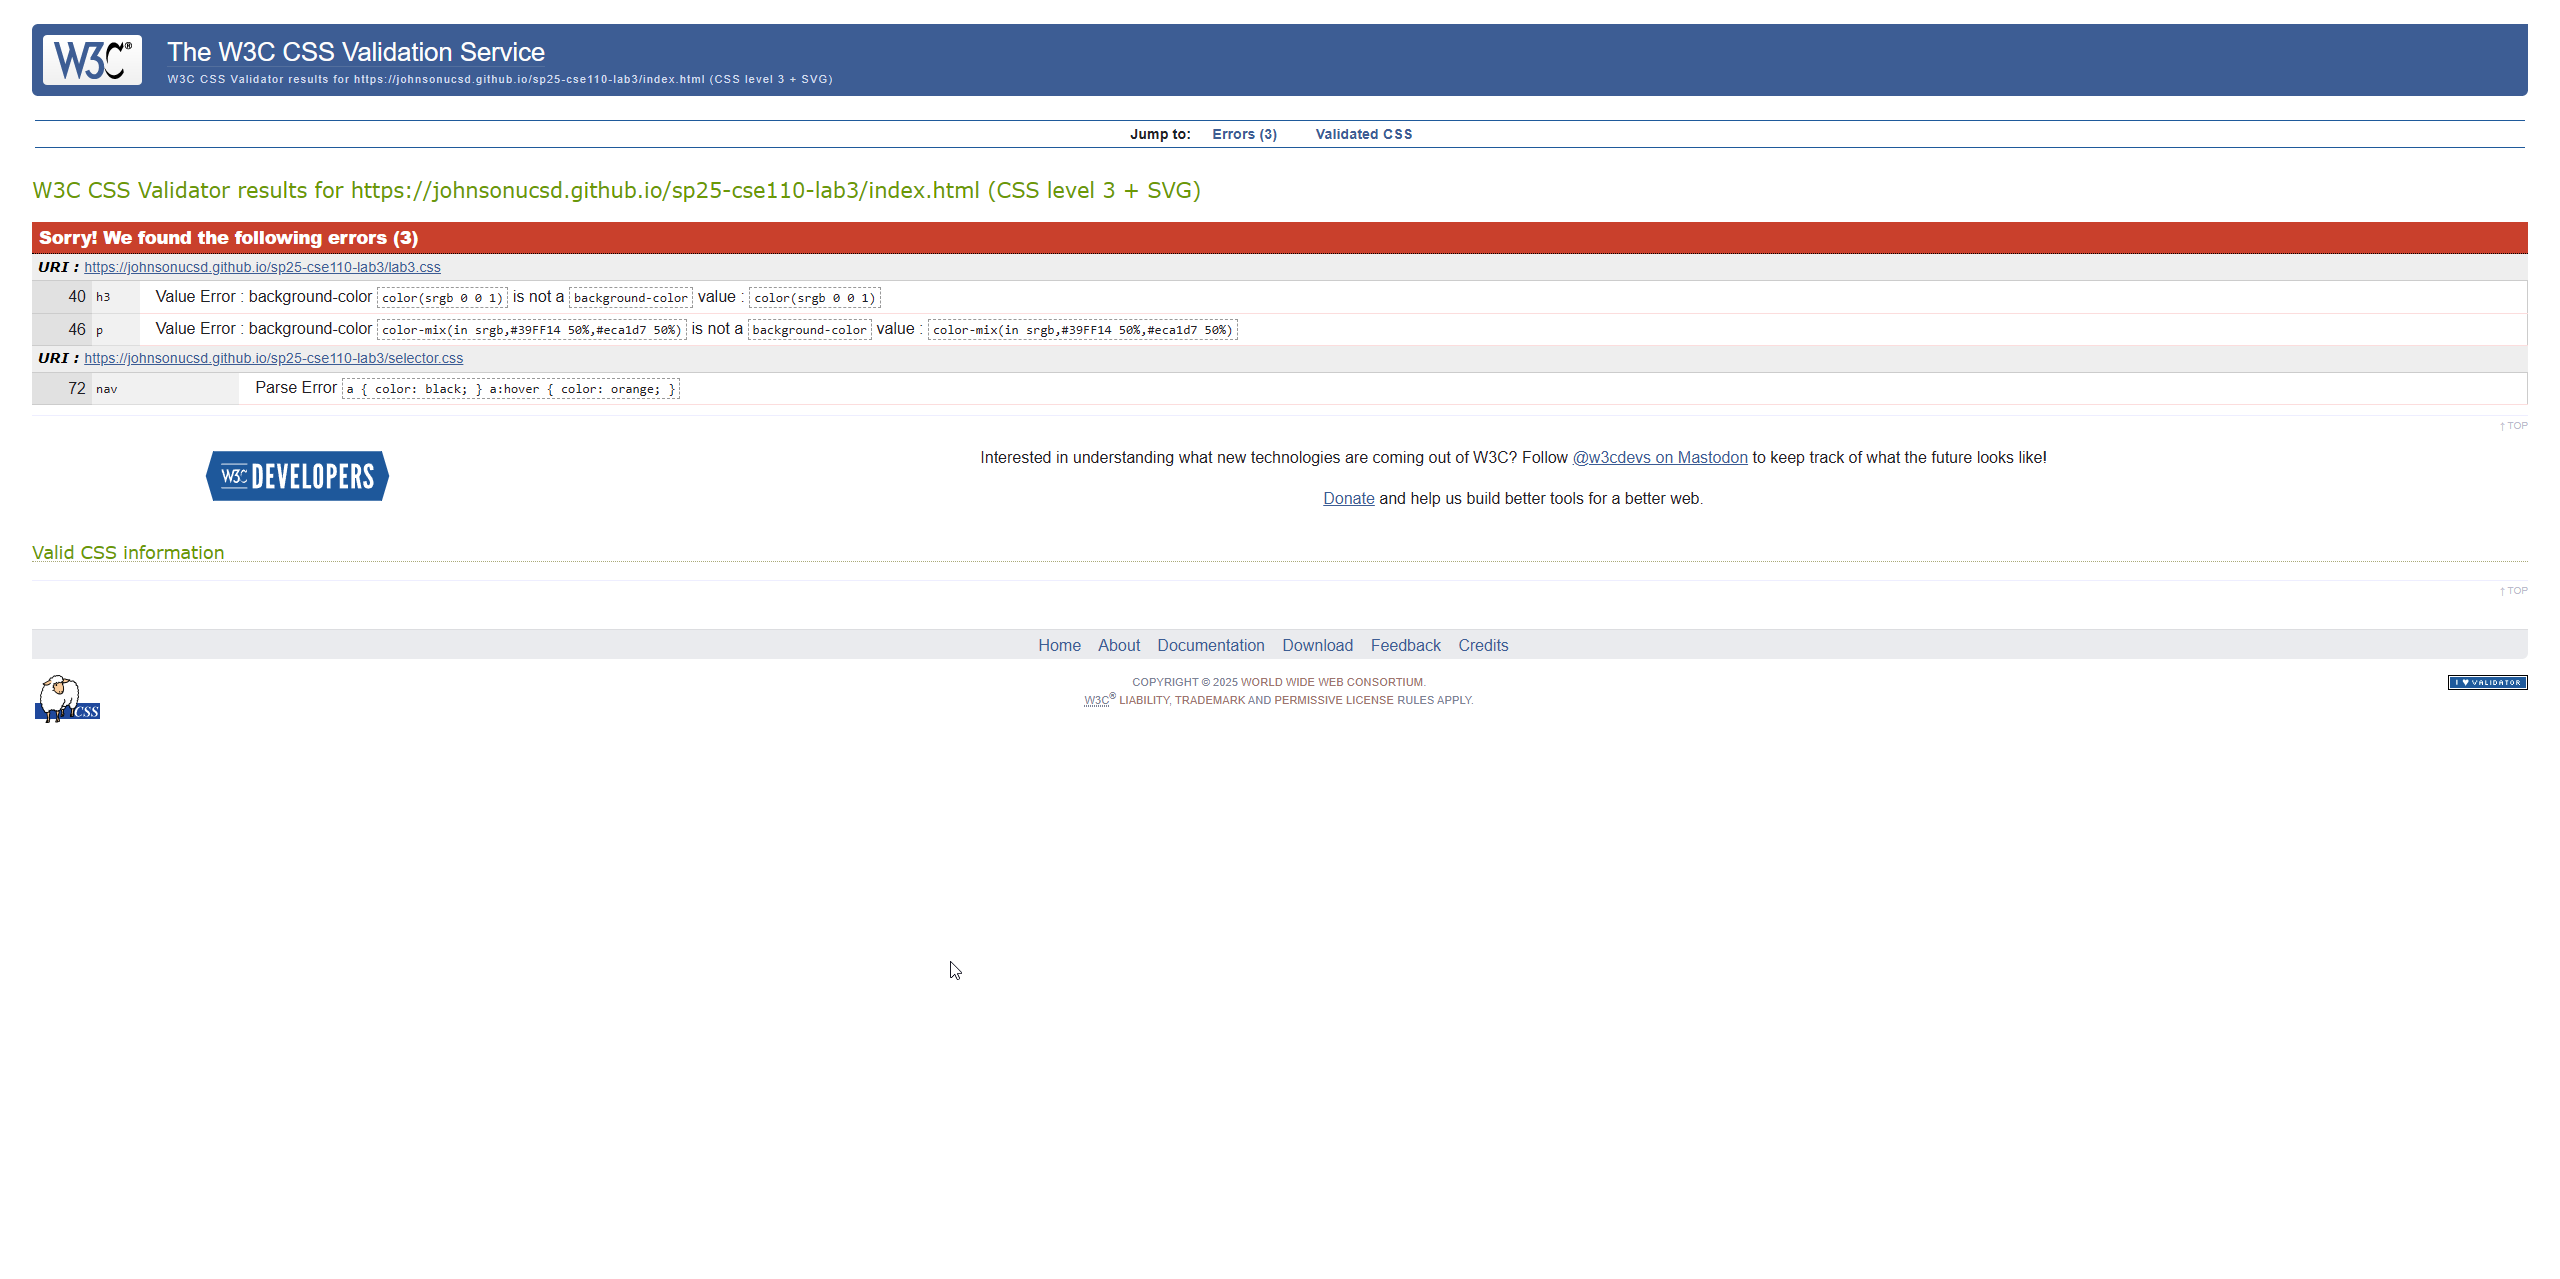 W3C®
The W3C CSS Validation Service
W3C CSS Validator results for https://johnsonucsd.github.io/sp25-cse110-lab3/index.html (CSS level 3 + SVG)
Jump to: Errors (3) Validated CSS
W3C CSS Validator results for https://johnsonucsd.github.io/sp25-cse110-lab3/index.html (CSS level 3 + SVG)
Sorry! We found the following errors (3)
URI : https://johnsonucsd.github.io/sp25-cse110-lab3/lab3.css
40 h3 Value Error : background-color color(srgb 0 0 1) is not a background-color value : color(srgb 0 0 1)
46 p Value Error : background-color color-mix(in srgb,#39FF14 50%,#eca1d7 50%) is not a background-color value : color-mix(in srgb,#39FF14 50%,#eca1d7 50%)
URI : https://johnsonucsd.github.io/sp25-cse110-lab3/selector.css
72 nav Parse Error a { color: black; } a:hover { color: orange; }
↑ TOP
W3C DEVELOPERS
Interested in understanding what new technologies are coming out of W3C? Follow @w3cdevs on Mastodon to keep track of what the future looks like!
Donate and help us build better tools for a better web.
Valid CSS information
↑ TOP
Home About Documentation Download Feedback Credits
CSS
COPYRIGHT © 2025 WORLD WIDE WEB CONSORTIUM.
W3C® LIABILITY, TRADEMARK AND PERMISSIVE LICENSE RULES APPLY.
I ♥ VALIDATOR